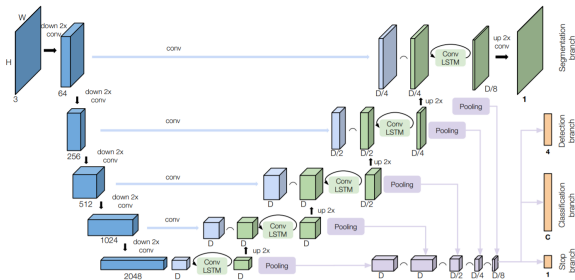 W
H
3
down 2x
conv
64
conv
D/4
D/4
Conv
LSTM
D/8
up 2x
conv
1
Segmentation
branch
down 2x
conv
256
conv
D/2
D/2
Conv
LSTM
D/4
up 2x
Pooling
Pooling
down 2x
conv
512
conv
D
D
Conv
LSTM
D/2
up 2x
Pooling
4
Detection
branch
down 2x
conv
1024
conv
D
D
Conv
LSTM
D
up 2x
Pooling
C
Classification
branch
down 2x
conv
2048
D
Conv
LSTM
D
up 2x
Pooling
D
D
D/2
D/4
D/8
1
Stop
branch